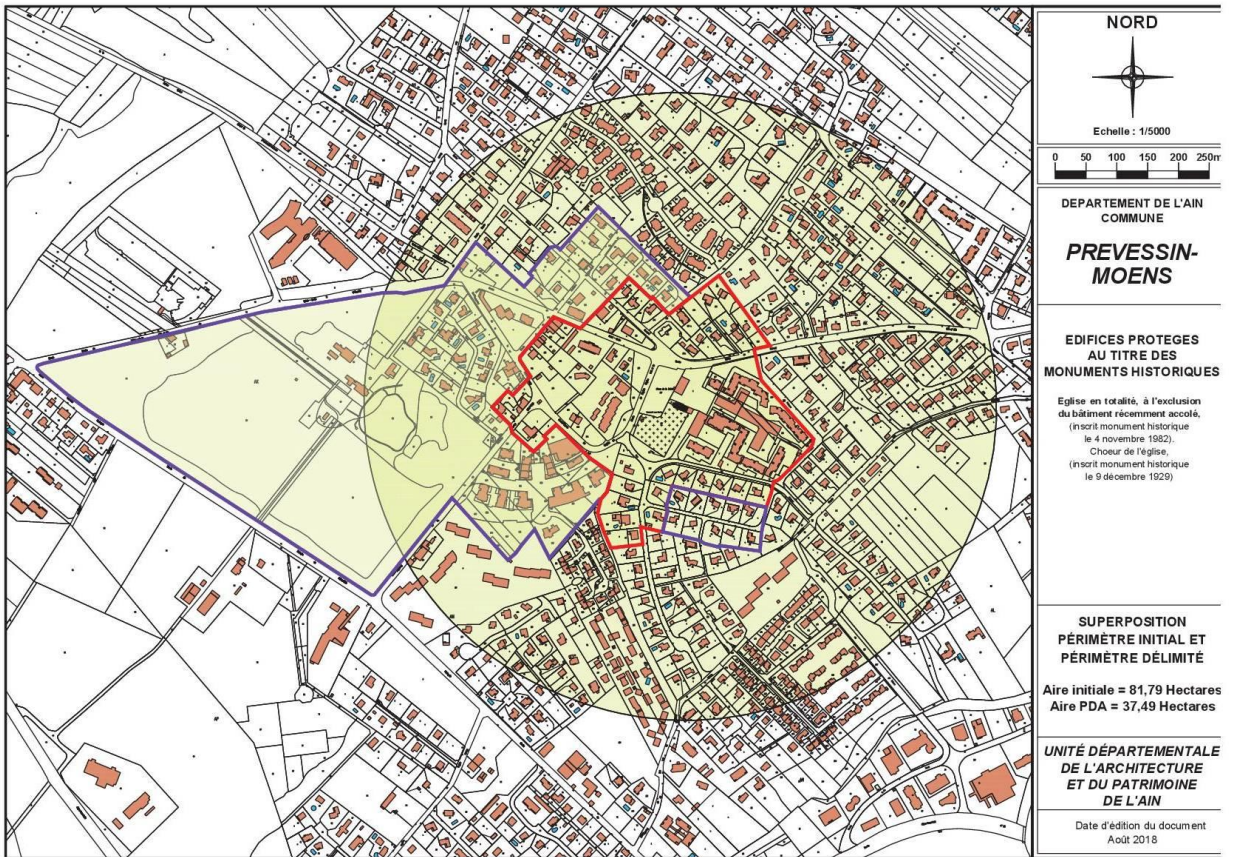 NORD
Echelle : 1/5000
0 50 100 150 200 250m
DEPARTEMENT DE L'AIN
COMMUNE
PREVESSIN-
MOENS
EDIFICES PROTEGES
AU TITRE DES
MONUMENTS HISTORIQUES
Eglise en totalité, à l'exclusion
du bâtiment récemment accolé,
(inscrit monument historique
le 4 novembre 1982).
Choeur de l'église,
(inscrit monument historique
le 9 décembre 1929)
SUPERPOSITION
PÉRIMÈTRE INITIAL ET
PÉRIMÈTRE DÉLIMITÉ
Aire initiale = 81,79 Hectares
Aire PDA = 37,49 Hectares
UNITÉ DÉPARTEMENTALE
DE L'ARCHITECTURE
ET DU PATRIMOINE
DE L'AIN
Date d'édition du document
Août 2018